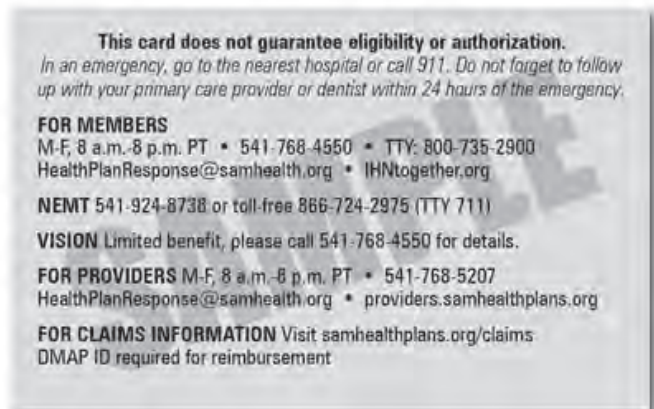 This card does not guarantee eligibility or authorization.
In an emergency, go to the nearest hospital or call 911. Do not forget to follow
up with your primary care provider or dentist within 24 hours of the emergency.
FOR MEMBERS
M-F, 8 a.m.-8 p.m. PT • 541-768-4550 • TTY: 800-735-2900
HealthPlanResponse@samhealth.org • IHNtogether.org
NEMT 541-924-8738 or toll-free 866-724-2975 (TTY 711)
VISION Limited benefit, please call 541-768-4550 for details.
FOR PROVIDERS M-F, 8 a.m.-8 p.m. PT • 541-768-5207
HealthPlanResponse@samhealth.org • providers.samhealthplans.org
FOR CLAIMS INFORMATION Visit samhealthplans.org/claims
DMAP ID required for reimbursement
SAMPLE